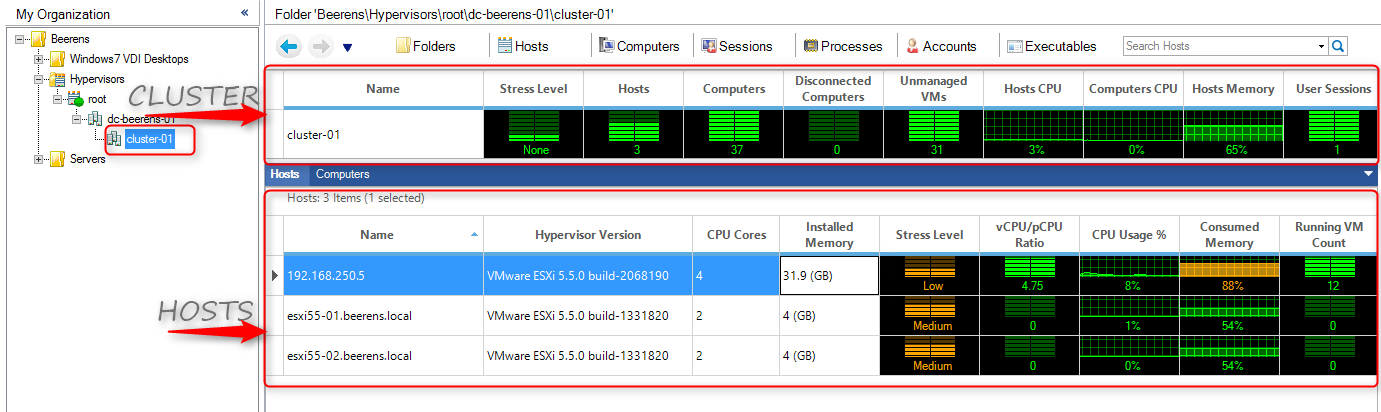 My Organization «
Beerens
Windows7 VDI Desktops
Hypervisors
root
dc-beerens-01
cluster-01
Servers
CLUSTER
HOSTS
Folder 'Beerens\Hypervisors\root\dc-beerens-01\cluster-01'
Folders Hosts Computers Sessions Processes Accounts Executables Search Hosts
Name Stress Level Hosts Computers Disconnected Computers Unmanaged VMs Hosts CPU Computers CPU Hosts Memory User Sessions
cluster-01 None 3 37 0 31 3% 0% 65% 1
Hosts Computers
Hosts: 3 Items (1 selected)
Name Hypervisor Version CPU Cores Installed Memory Stress Level vCPU/pCPU Ratio CPU Usage % Consumed Memory Running VM Count
192.168.250.5 VMware ESXi 5.5.0 build-2068190 4 31.9 (GB) Low 4.75 8% 88% 12
esxi55-01.beerens.local VMware ESXi 5.5.0 build-1331820 2 4 (GB) Medium 0 1% 54% 0
esxi55-02.beerens.local VMware ESXi 5.5.0 build-1331820 2 4 (GB) Medium 0 0% 54% 0